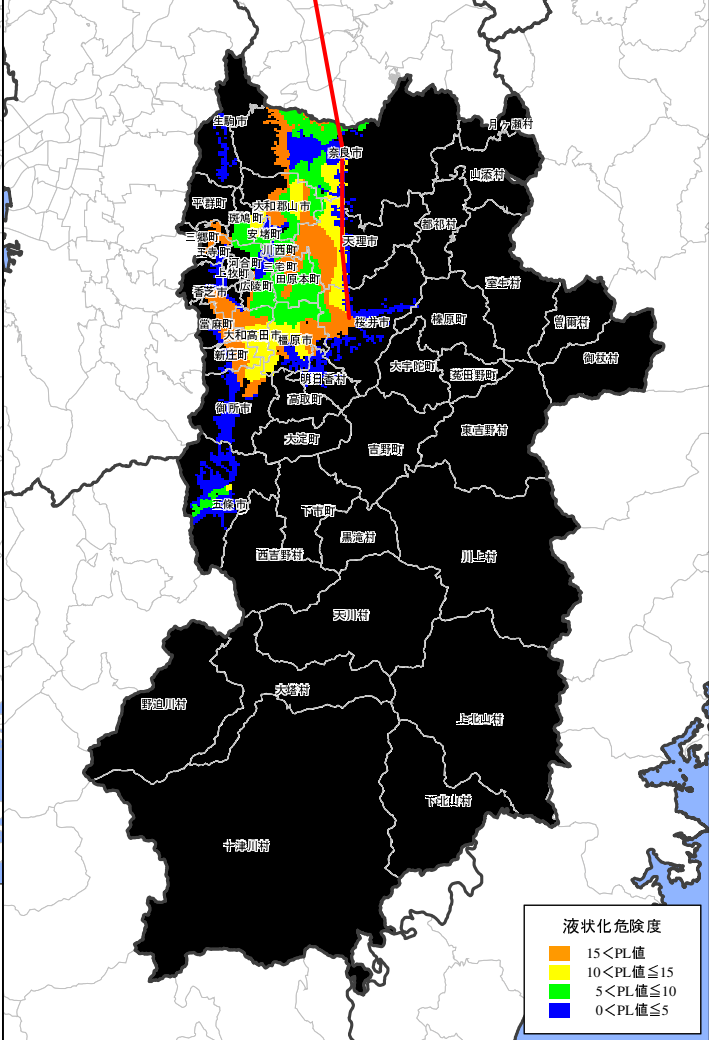 月ヶ瀬村
生駒市
奈良市
山添村
平群町
大和郡山市
斑鳩町
都祁村
安堵町
三郷町
天理市
川西町
王寺町
河合町
三宅町
上牧町
田原本町
広陵町
室生村
香芝市
當麻町
桜井市
榛原町
曽爾村
大和高田市
橿原市
新庄町
御杖村
大宇陀町
菟田野町
明日香村
高取町
御所市
東吉野村
大淀町
吉野町
五條市
下市町
黒滝村
西吉野村
川上村
天川村
大塔村
野迫川村
上北山村
下北山村
十津川村
液状化危険度
15＜PL値
10＜PL値≦15
5＜PL値≦10
0＜PL値≦5